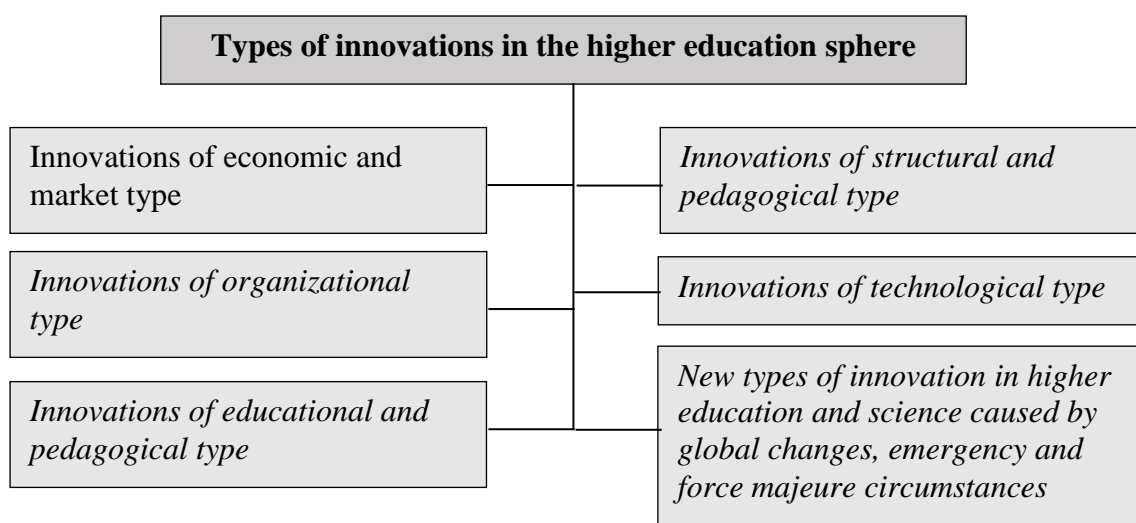 Types of innovations in the higher education sphere
Innovations of economic and
market type
Innovations of organizational
type
Innovations of educational and
pedagogical type
Innovations of structural and
pedagogical type
Innovations of technological type
New types of innovation in higher
education and science caused by
global changes, emergency and
force majeure circumstances